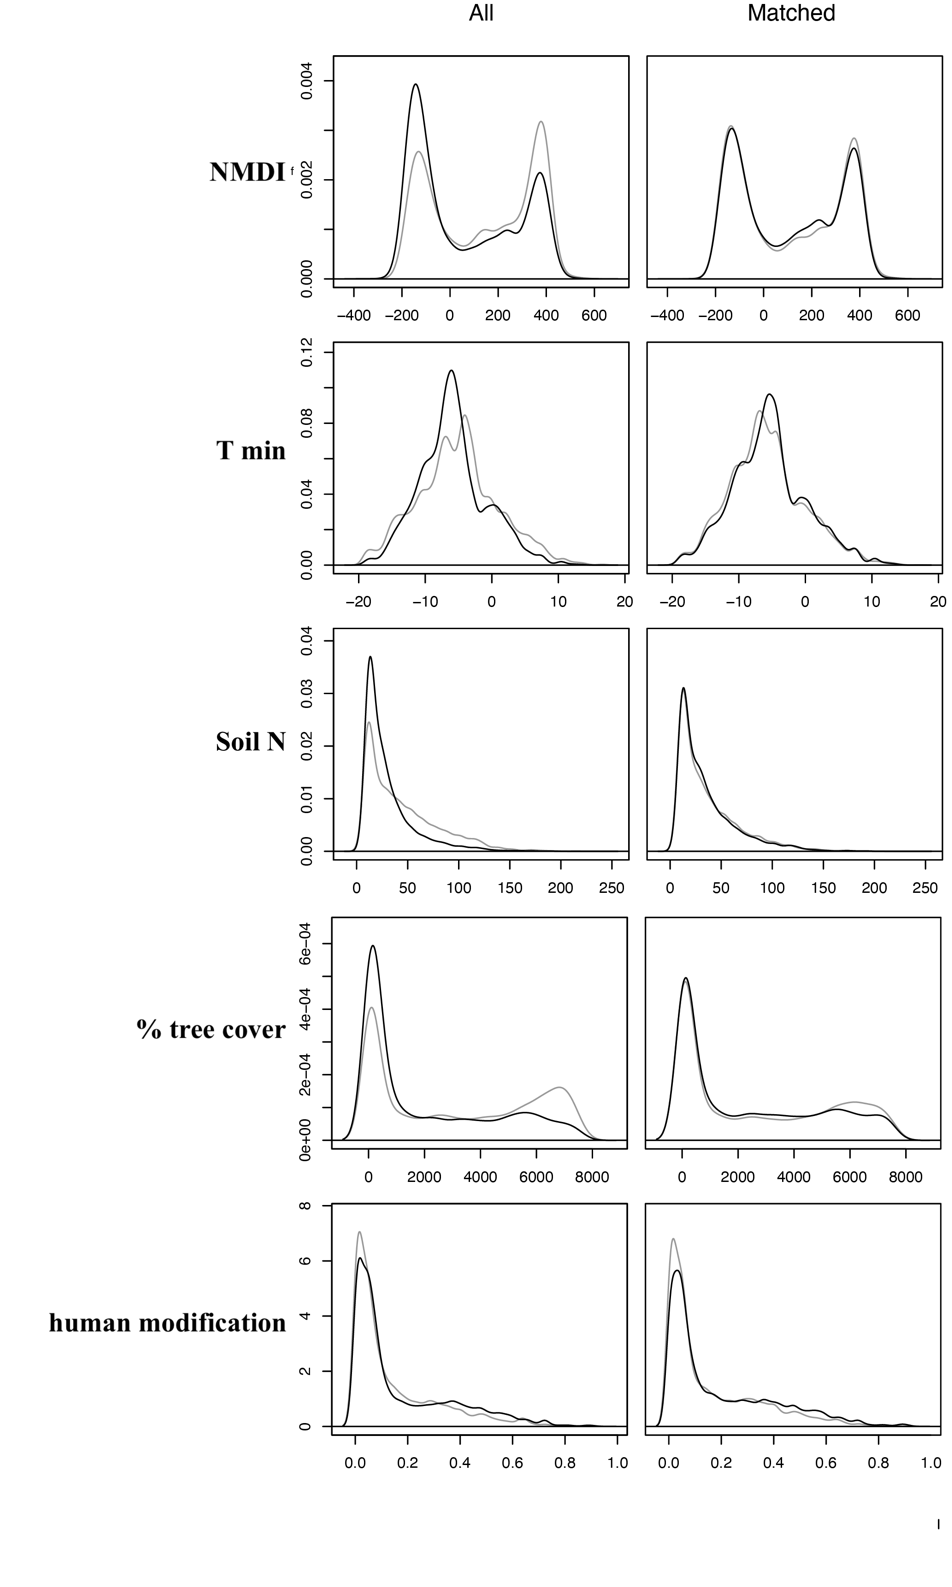 All Matched
NMDI f
0.004
0.002
0.000
−400 −200 0 200 400 600
−400 −200 0 200 400 600
T min
0.12
0.08
0.04
0.00
−20 −10 0 10 20
−20 −10 0 10 20
Soil N
0.04
0.03
0.02
0.01
0.00
0 50 100 150 200 250
0 50 100 150 200 250
% tree cover
6e−04
4e−04
2e−04
0e+00
0 2000 4000 6000 8000
0 2000 4000 6000 8000
human modification
8
6
4
2
0
0.0 0.2 0.4 0.6 0.8 1.0
0.0 0.2 0.4 0.6 0.8 1.0